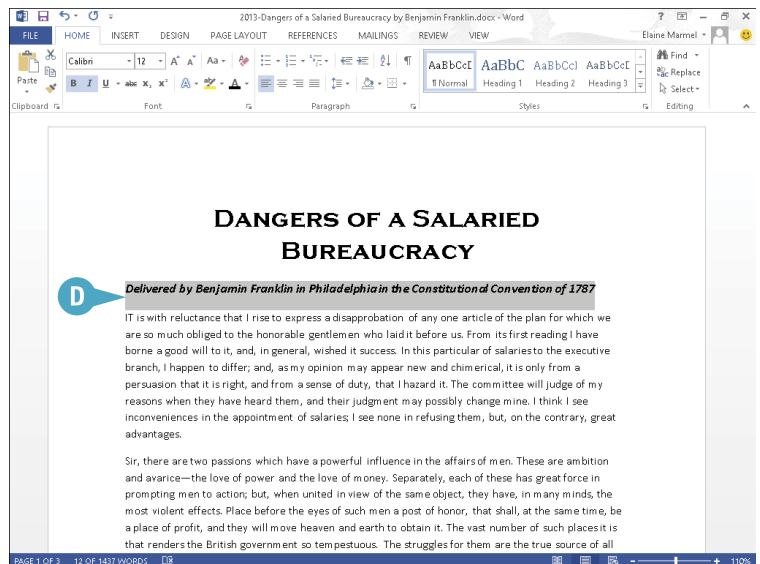 2013-Dangers of a Salaried Bureaucracy by Benjamin Franklin.docx - Word
FILE HOME INSERT DESIGN PAGE LAYOUT REFERENCES MAILINGS REVIEW VIEW Elaine Marmel
Calibri 12 Aa
Paste
B I U abc x₂ x² A A
AaBbCcI AaBbC AaBbCcI AaBbCcI
¶ Normal Heading 1 Heading 2 Heading 3
Find
Replace
Select
Clipboard Font Paragraph Styles Editing
DANGERS OF A SALARIED
BUREAUCRACY
D
Delivered by Benjamin Franklin in Philadelphia in the Constitutional Convention of 1787
IT is with reluctance that I rise to express a disapprobation of any one article of the plan for which we
are so much obliged to the honorable gentlemen who laid it before us. From its first reading I have
borne a good will to it, and, in general, wished it success. In this particular of salaries to the executive
branch, I happen to differ; and, as my opinion may appear new and chimerical, it is only from a
persuasion that it is right, and from a sense of duty, that I hazard it. The committee will judge of my
reasons when they have heard them, and their judgment may possibly change mine. I think I see
inconveniences in the appointment of salaries; I see none in refusing them, but, on the contrary, great
advantages.
Sir, there are two passions which have a powerful influence in the affairs of men. These are ambition
and avarice—the love of power and the love of money. Separately, each of these has great force in
prompting men to action; but, when united in view of the same object, they have, in many minds, the
most violent effects. Place before the eyes of such men a post of honor, that shall, at the same time, be
a place of profit, and they will move heaven and earth to obtain it. The vast number of such places it is
that renders the British government so tempestuous. The struggles for them are the true source of all
PAGE 1 OF 3 12 OF 1437 WORDS 110%